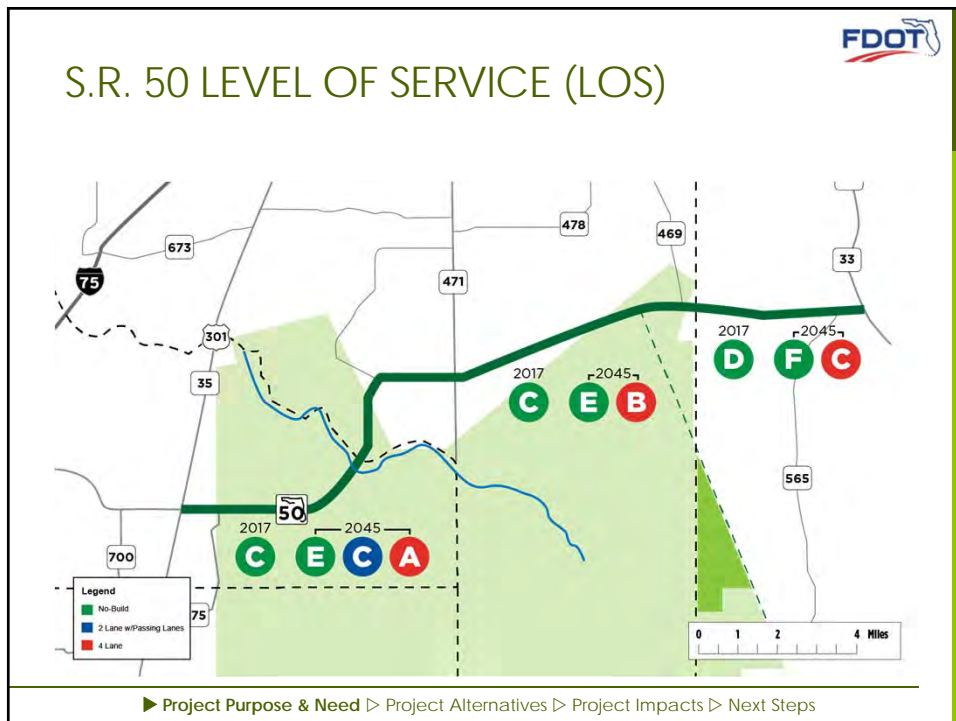 FDOT
S.R. 50 LEVEL OF SERVICE (LOS)
673
478
469
33
75
471
301
35
2017
2045
D
F
C
2017
2045
C
E
B
565
50
2017
2045
C
E
C
A
700
75
Legend
No-Build
2 Lane w/Passing Lanes
4 Lane
0 1 2 4 Miles
▶ Project Purpose & Need ▷ Project Alternatives ▷ Project Impacts ▷ Next Steps